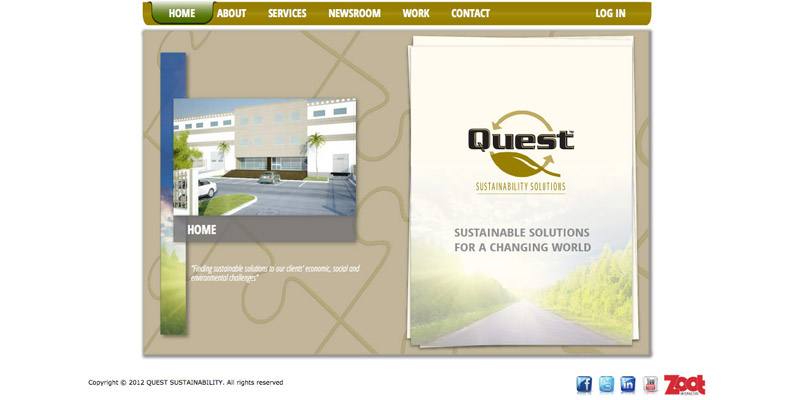 HOME ABOUT SERVICES NEWSROOM WORK CONTACT LOG IN
Quest™
SUSTAINABILITY SOLUTIONS
SUSTAINABLE SOLUTIONS
FOR A CHANGING WORLD
HOME
"Finding sustainable solutions to our clients' economic, social and
environmental challenges"
Copyright © 2012 QUEST SUSTAINABILITY. All rights reserved
Zoot